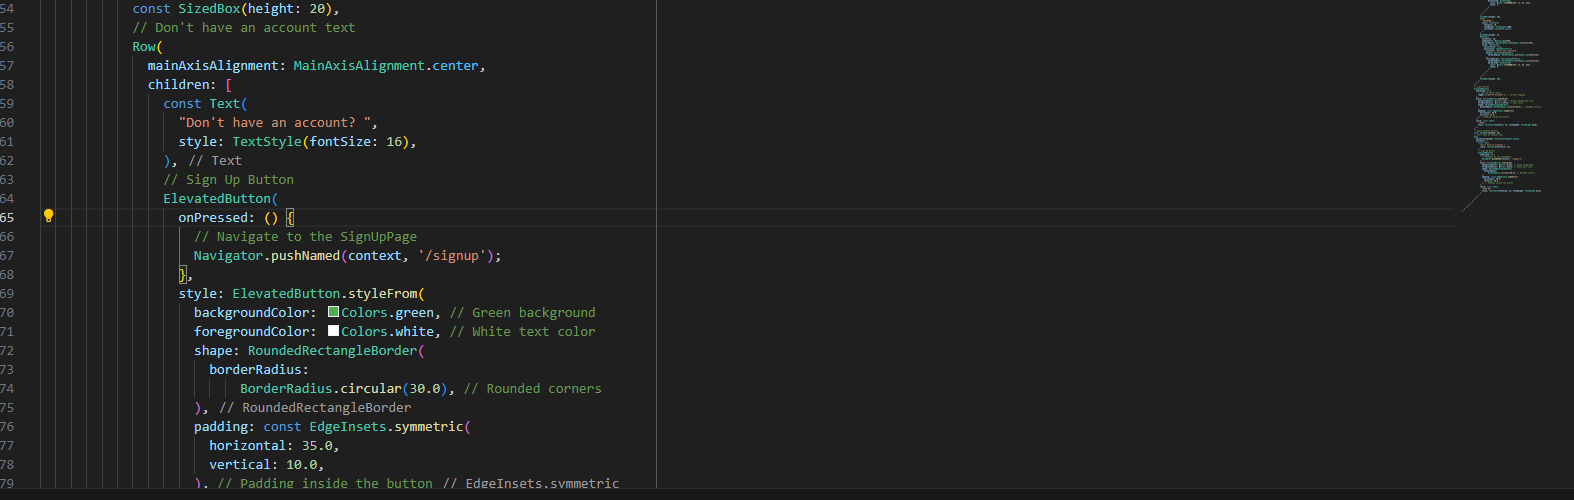 54 const SizedBox(height: 20),
55 // Don't have an account text
56 Row(
57 mainAxisAlignment: MainAxisAlignment.center,
58 children: [
59 const Text(
60 "Don't have an account? ",
61 style: TextStyle(fontSize: 16),
62 ), // Text
63 // Sign Up Button
64 ElevatedButton(
65 onPressed: () {
66 // Navigate to the SignUpPage
67 Navigator.pushNamed(context, '/signup');
68 },
69 style: ElevatedButton.styleFrom(
70 backgroundColor: Colors.green, // Green background
71 foregroundColor: Colors.white, // White text color
72 shape: RoundedRectangleBorder(
73 borderRadius:
74 BorderRadius.circular(30.0), // Rounded corners
75 ), // RoundedRectangleBorder
76 padding: const EdgeInsets.symmetric(
77 horizontal: 35.0,
78 vertical: 10.0,
79 ), // Padding inside the button // EdgeInsets.symmetric